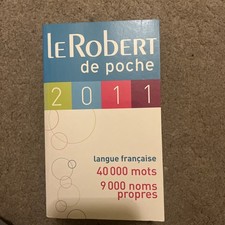 LE ROBERT
de poche
2011
langue française
40 000 mots
9 000 noms
propres